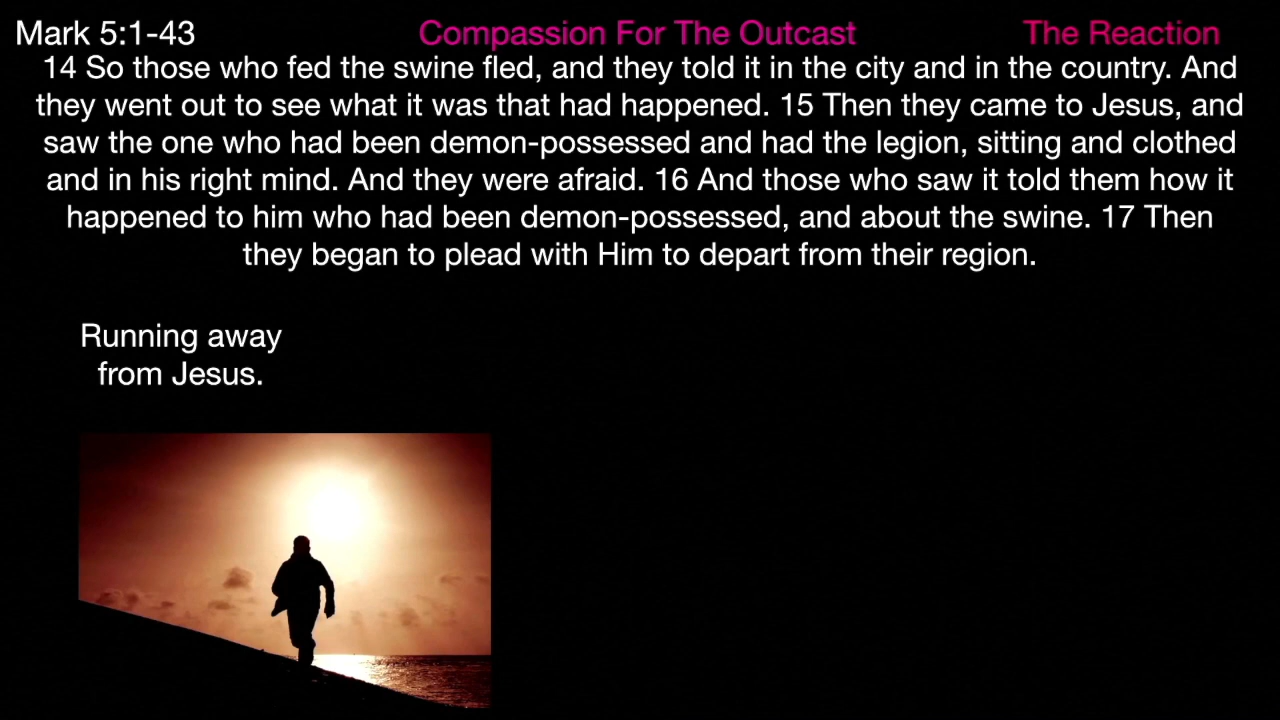 Mark 5:1-43 Compassion For The Outcast The Reaction
14 So those who fed the swine fled, and they told it in the city and in the country. And
they went out to see what it was that had happened. 15 Then they came to Jesus, and
saw the one who had been demon-possessed and had the legion, sitting and clothed
and in his right mind. And they were afraid. 16 And those who saw it told them how it
happened to him who had been demon-possessed, and about the swine. 17 Then
they began to plead with Him to depart from their region.
Running away
from Jesus.